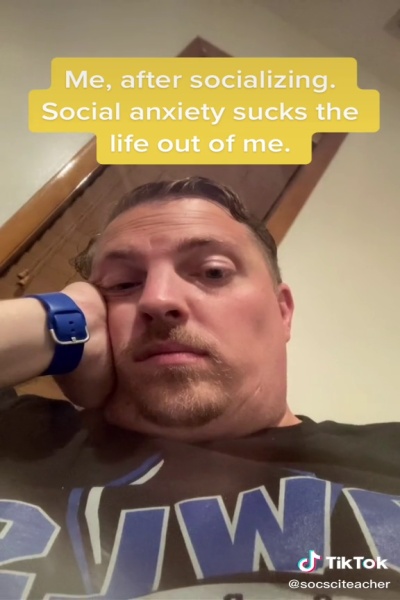 Me, after socializing.
Social anxiety sucks the
life out of me.
TikTok
@socsciteacher